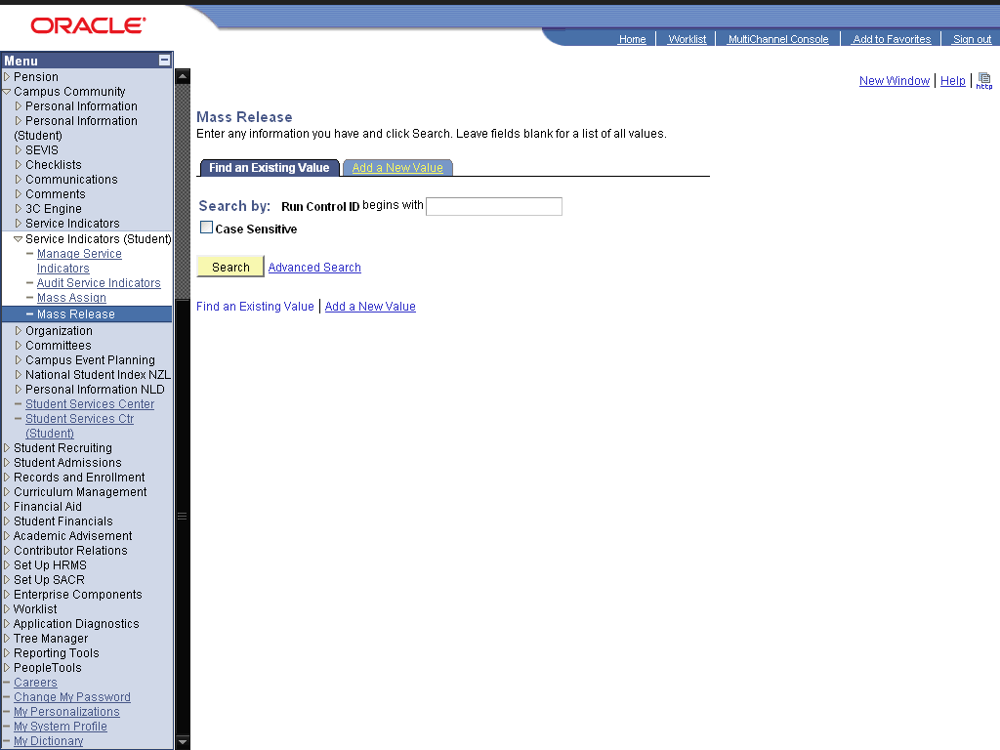 ORACLE
Home
Worklist
MultiChannel Console
Add to Favorites
Sign out
Menu
Pension
Campus Community
Personal Information
Personal Information
(Student)
SEVIS
Checklists
Communications
Comments
3C Engine
Service Indicators
Service Indicators (Student)
Manage Service
Indicators
Audit Service Indicators
Mass Assign
Mass Release
Organization
Committees
Campus Event Planning
National Student Index NZL
Personal Information NLD
Student Services Center
Student Services Ctr
(Student)
Student Recruiting
Student Admissions
Records and Enrollment
Curriculum Management
Financial Aid
Student Financials
Academic Advisement
Contributor Relations
Set Up HRMS
Set Up SACR
Enterprise Components
Worklist
Application Diagnostics
Tree Manager
Reporting Tools
PeopleTools
Careers
Change My Password
My Personalizations
My System Profile
My Dictionary
New Window | Help | http
Mass Release
Enter any information you have and click Search. Leave fields blank for a list of all values.
Find an Existing Value
Add a New Value
Search by: Run Control ID begins with
Case Sensitive
Search Advanced Search
Find an Existing Value | Add a New Value